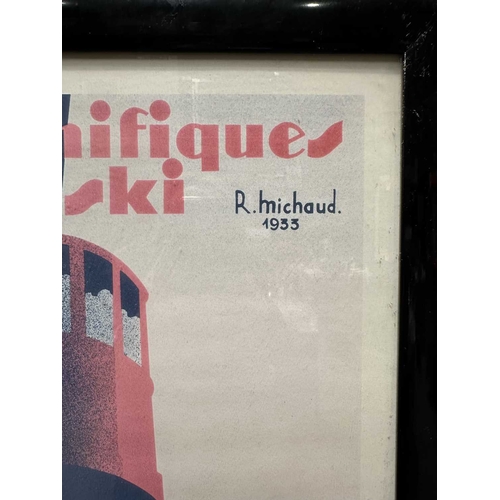 nifiques
ski
R. Michaud.
1933